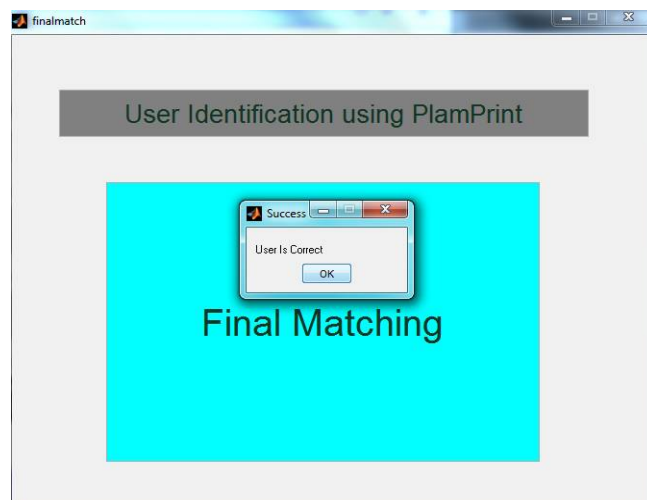 finalmatch
User Identification using PlamPrint
Success
User Is Correct
OK
Final Matching